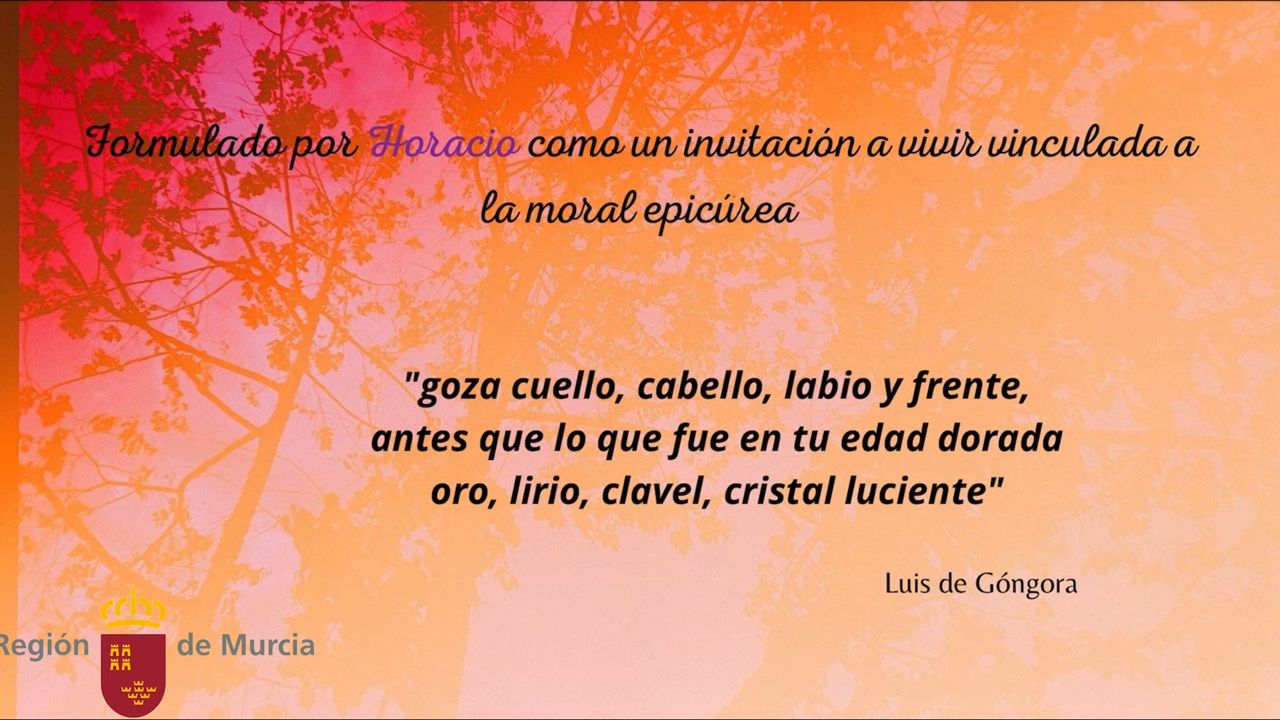 Formulado por Horacio como un invitación a vivir vinculada a
la moral epicúrea
"goza cuello, cabello, labio y frente,
antes que lo que fue en tu edad dorada
oro, lirio, clavel, cristal luciente"
Luis de Góngora
Región de Murcia